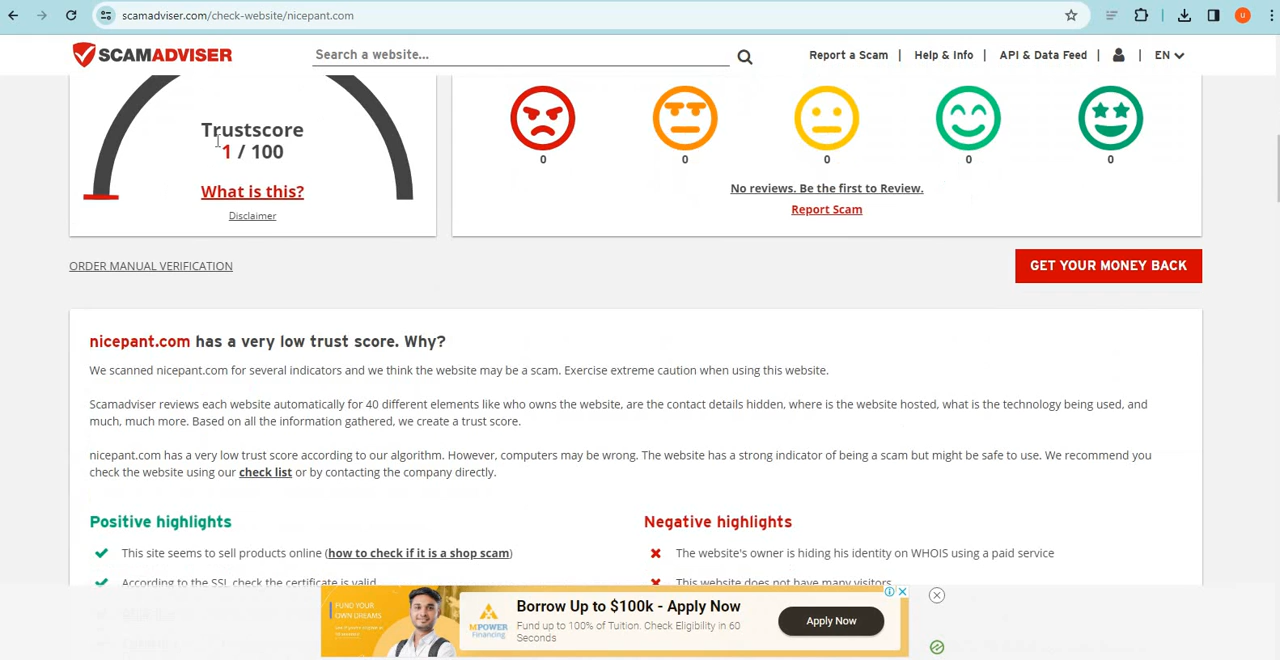 scamadviser.com/check-website/nicepant.com
u
SCAMADVISER
Search a website...
Report a Scam | Help & Info | API & Data Feed | | EN
Trustscore
1 / 100
What is this?
Disclaimer
0 0 0 0 0
No reviews. Be the first to Review.
Report Scam
ORDER MANUAL VERIFICATION
GET YOUR MONEY BACK
nicepant.com has a very low trust score. Why?
We scanned nicepant.com for several indicators and we think the website may be a scam. Exercise extreme caution when using this website.
Scamadviser reviews each website automatically for 40 different elements like who owns the website, are the contact details hidden, where is the website hosted, what is the technology being used, and
much, much more. Based on all the information gathered, we create a trust score.
nicepant.com has a very low trust score according to our algorithm. However, computers may be wrong. The website has a strong indicator of being a scam but might be safe to use. We recommend you
check the website using our check list or by contacting the company directly.
Positive highlights
This site seems to sell products online (how to check if it is a shop scam)
According to the SSL check the certificate is valid
Negative highlights
The website's owner is hiding his identity on WHOIS using a paid service
This website does not have many visitors
FUND YOUR
OWN DREAMS
MPOWER
Financing
Borrow Up to $100k - Apply Now
Fund up to 100% of Tuition. Check Eligibility in 60
Seconds
Apply Now